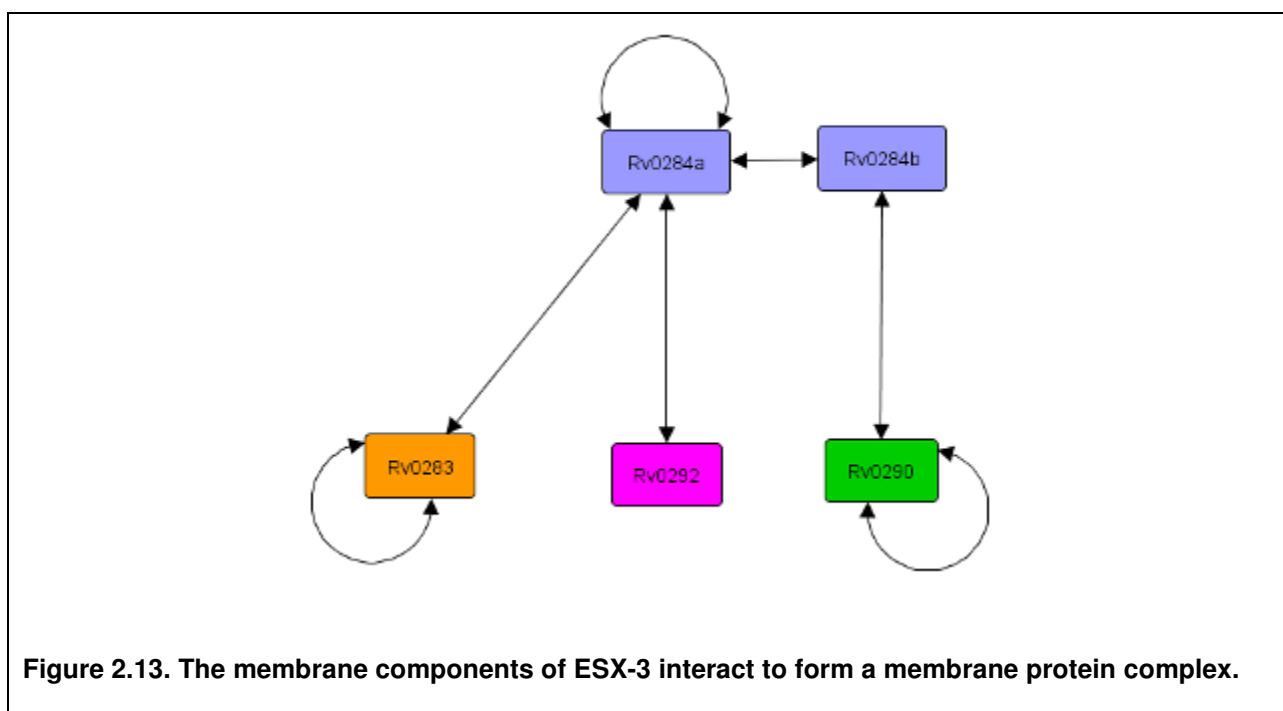 Rv0284a
Rv0284b
Rv0283
Rv0292
Rv0290
Figure 2.13. The membrane components of ESX-3 interact to form a membrane protein complex.